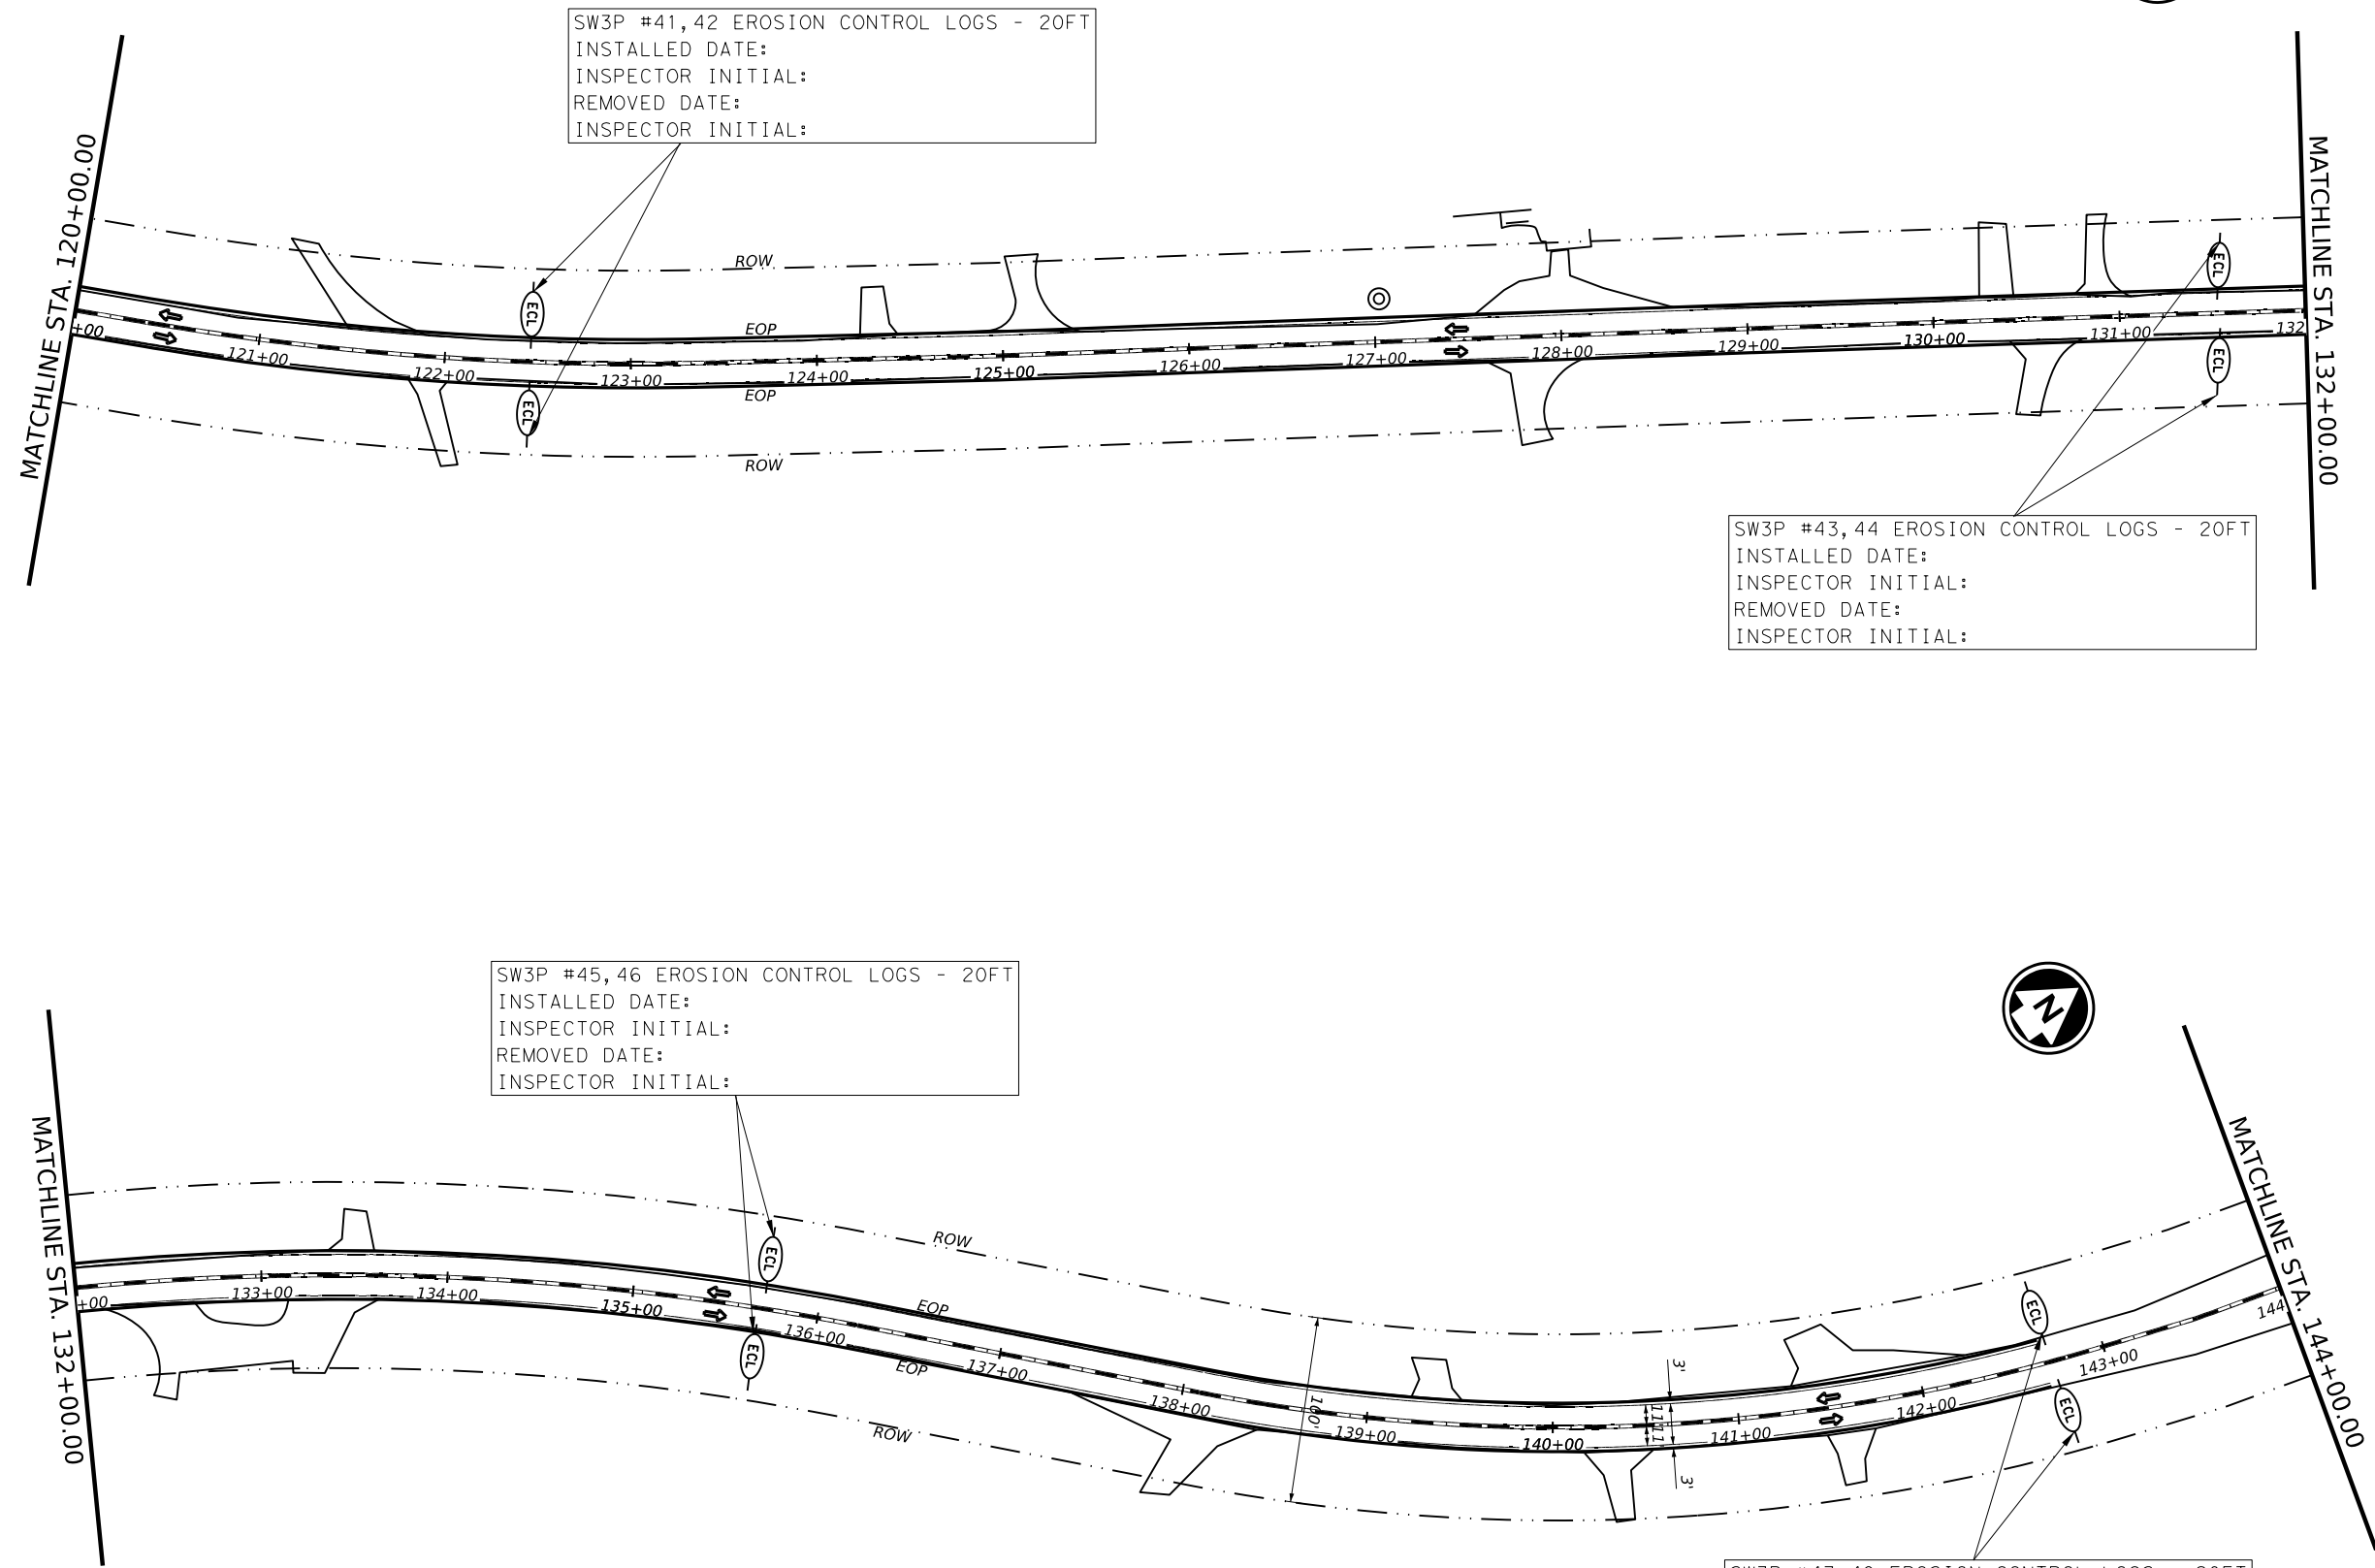 SW3P #41,42 EROSION CONTROL LOGS - 20FT
INSTALLED DATE:
INSPECTOR INITIAL:
REMOVED DATE:
INSPECTOR INITIAL:
MATCHLINE STA. 120+00.00
MATCHLINE STA. 132+00.00
ROW
ECL
ECL
EOP
+00
121+00
122+00
123+00
124+00
125+00
126+00
127+00
128+00
129+00
130+00
131+00
132
EOP
ECL
ECL
ROW
SW3P #43,44 EROSION CONTROL LOGS - 20FT
INSTALLED DATE:
INSPECTOR INITIAL:
REMOVED DATE:
INSPECTOR INITIAL:
SW3P #45,46 EROSION CONTROL LOGS - 20FT
INSTALLED DATE:
INSPECTOR INITIAL:
REMOVED DATE:
INSPECTOR INITIAL:
N
MATCHLINE STA. 132+00.00
MATCHLINE STA. 144+00.00
ROW
ECL
ECL
EOP
+00
133+00
134+00
135+00
136+00
137+00
138+00
139+00
140+00
141+00
142+00
143+00
144
3'
11
11
3'
100'
ECL
EOP
ECL
ROW
EROSION CONTROL LOGS - 20FT